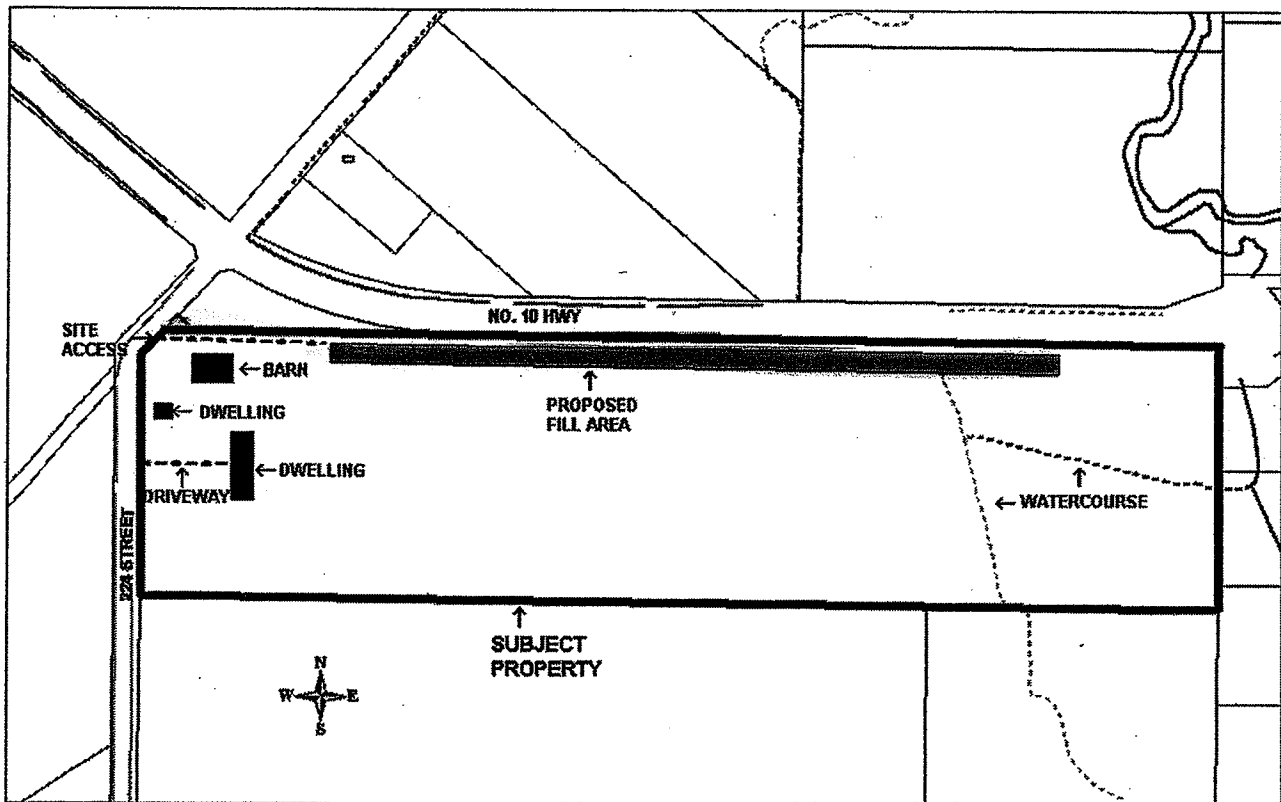 NO. 10 HWY
SITE
ACCESS
←BARN
← DWELLING
↑
PROPOSED
FILL AREA
←DWELLING
↑
DRIVEWAY
↑
← WATERCOURSE
224 STREET
↑
SUBJECT
PROPERTY
N
W E
S